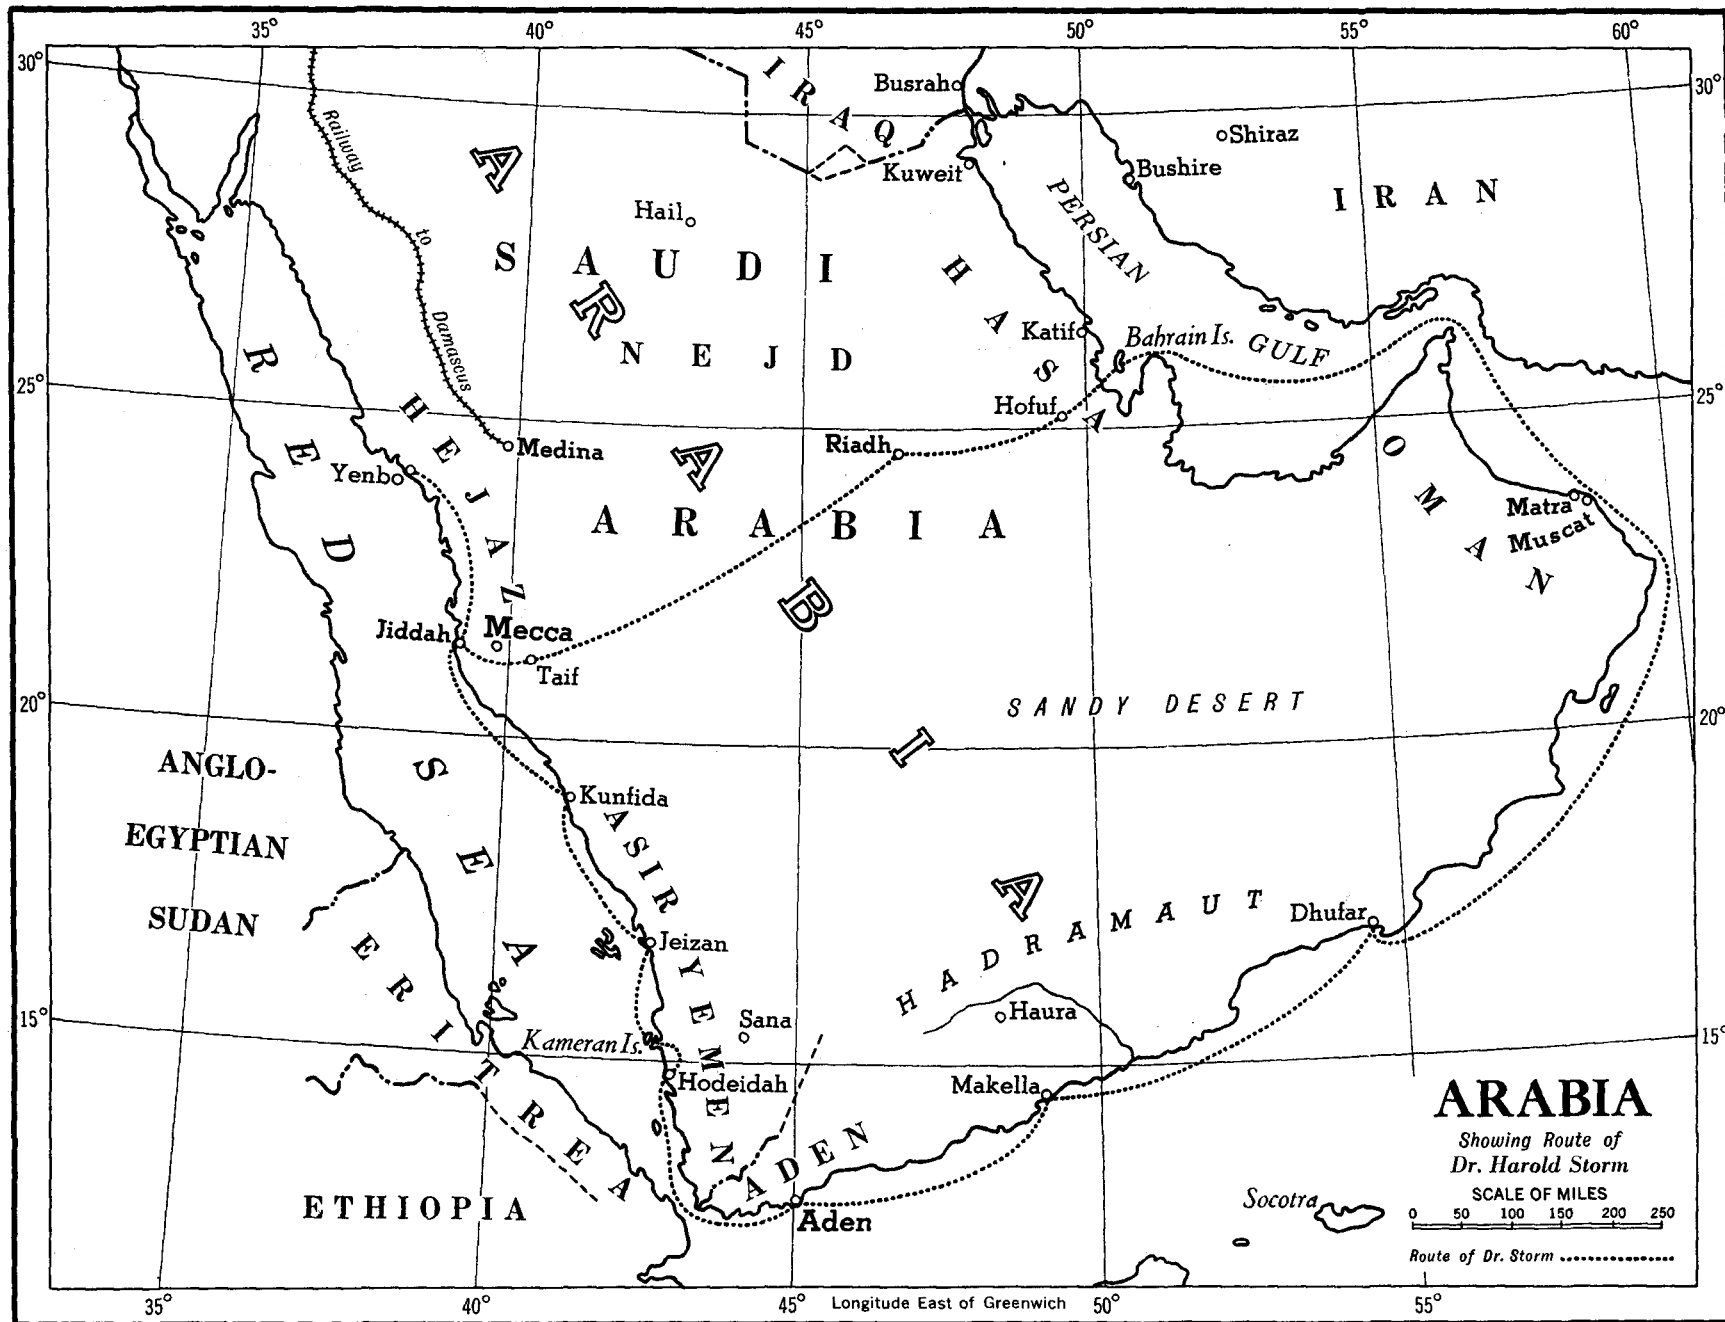 35° 40° 45° 50° 55° 60°
30° 30°
IRAQ
Busrah
Shiraz
Bushire
Kuweit
IRAN
Railway to Damascus
ARABIA
Hail
SAUDI
HASA
PERSIAN
GULF
NEJD
Katif
Bahrain Is.
RED
SEA
25° 25°
HEJAZ
Hofuf
Medina
Riadh
Yenbo
OMAN
Matra
Muscat
ARABIA
Jiddah
Mecca
Taif
20° 20°
SANDY DESERT
ANGLO-
EGYPTIAN
SUDAN
Kunfida
ASIR
HADRAMAUT
Dhufar
Jeizan
YEMEN
ERITREA
15° 15°
Haura
Sana
Kameran Is.
Hodeidah
Makella
ADEN
ETHIOPIA
Aden
Socotra
ARABIA
Showing Route of
Dr. Harold Storm
SCALE OF MILES
0 50 100 150 200 250
Route of Dr. Storm
35° 40° 45° Longitude East of Greenwich 50° 55°